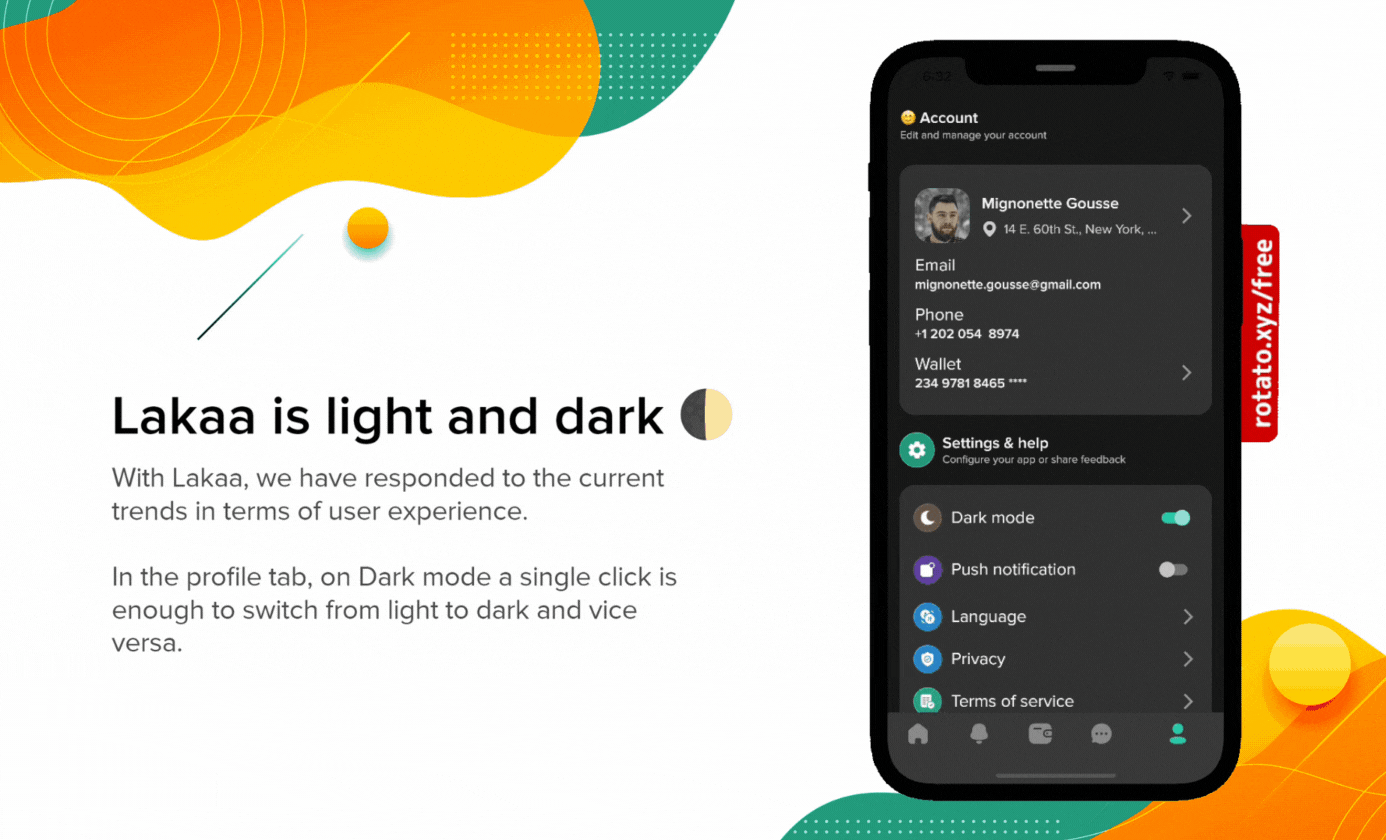 Lakaa is light and dark
With Lakaa, we have responded to the current
trends in terms of user experience.
In the profile tab, on Dark mode a single click is
enough to switch from light to dark and vice
versa.
6:32
Account
Edit and manage your account
Mignonette Gousse
14 E. 60th St., New York, ...
Email
mignonette.gousse@gmail.com
Phone
+1 202 054 8974
Wallet
234 9781 8465 ****
Settings & help
Configure your app or share feedback
Dark mode
Push notification
Language
Privacy
Terms of service
rotato.xyz/free